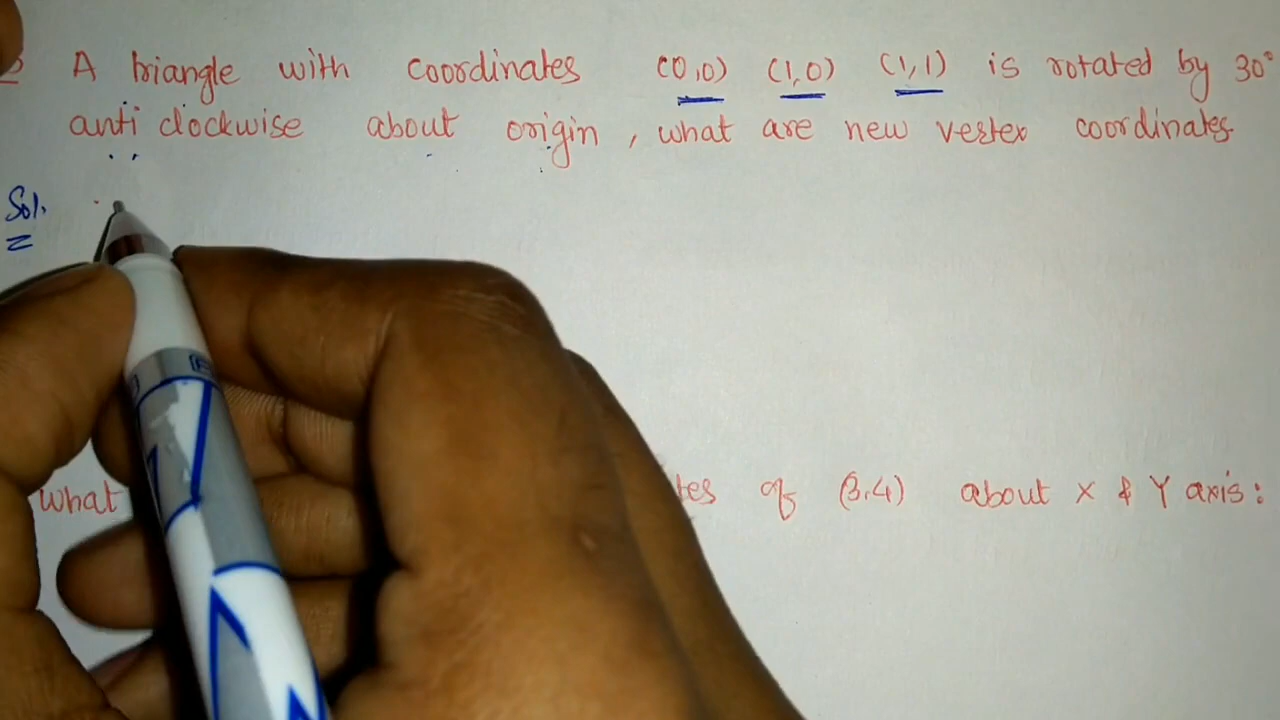 A triangle with coordinates (0,0) (1,0) (1,1) is rotated by 30°
anti clockwise about origin, what are new vertex coordinates.
Sol.
What of (3,4) about X & Y axis: